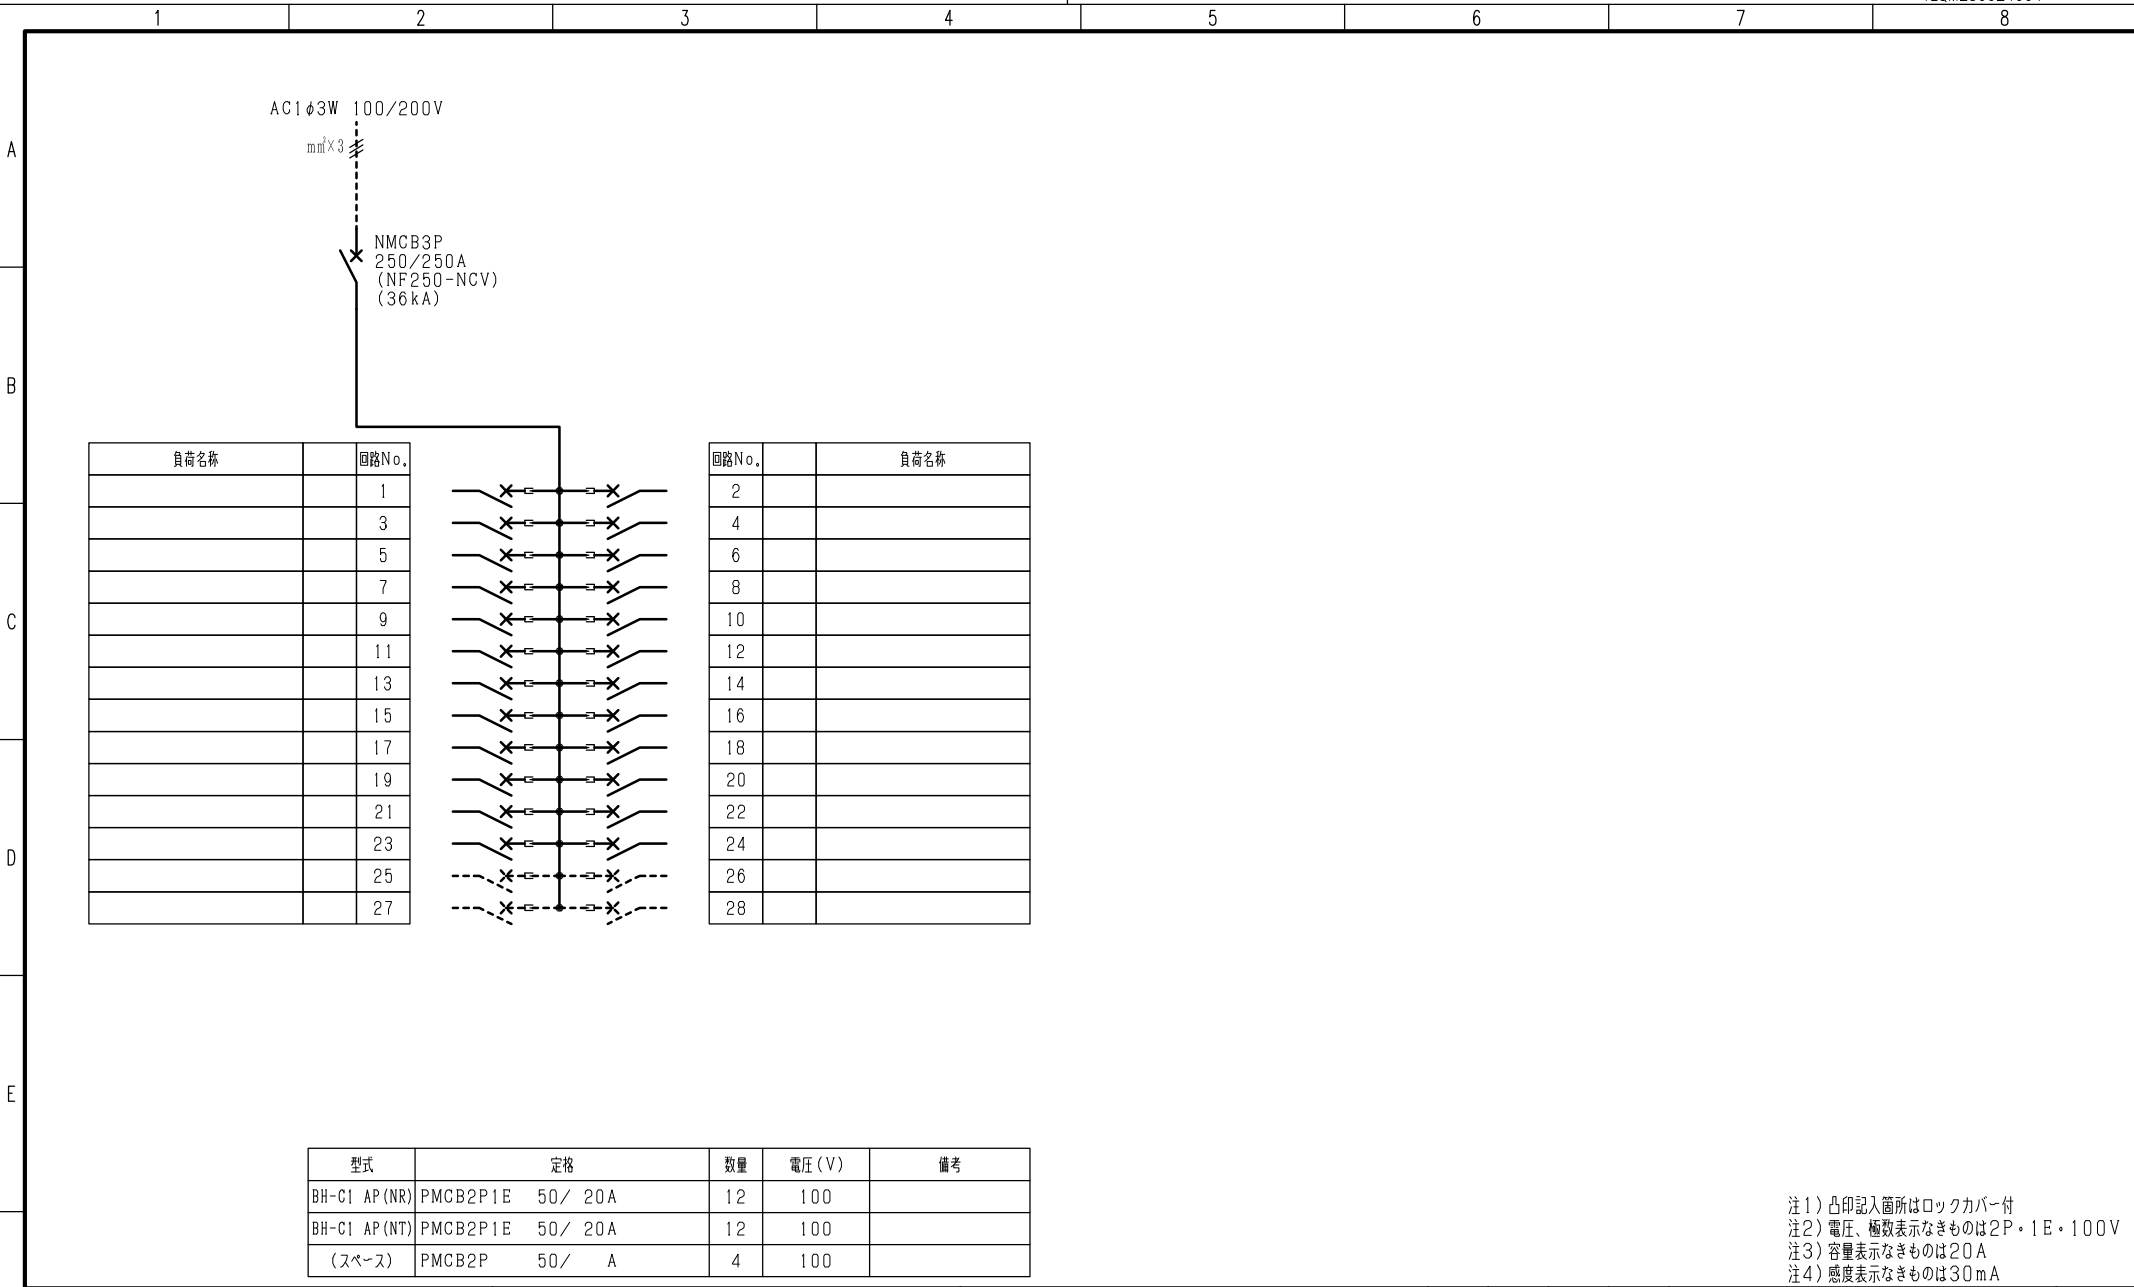 1 2 3 4 5 6 7 8
A
B
C
D
E
AC1φ3W 100/200V
mm²×3
NMCB3P
250/250A
(NF250-NCV)
(36kA)
負荷名称 回路No. 回路No. 負荷名称
1 2
3 4
5 6
7 8
9 10
11 12
13 14
15 16
17 18
19 20
21 22
23 24
25 26
27 28
型式 定格 数量 電圧(V) 備考
BH-C1 AP(NR) PMCB2P1E 50/ 20A 12 100
BH-C1 AP(NT) PMCB2P1E 50/ 20A 12 100
(スペース) PMCB2P 50/ A 4 100
注1)凸印記入箇所はロックカバー付
注2)電圧、極数表示なきものは2P・1E・100V
注3)容量表示なきものは20A
注4)感度表示なきものは30mA